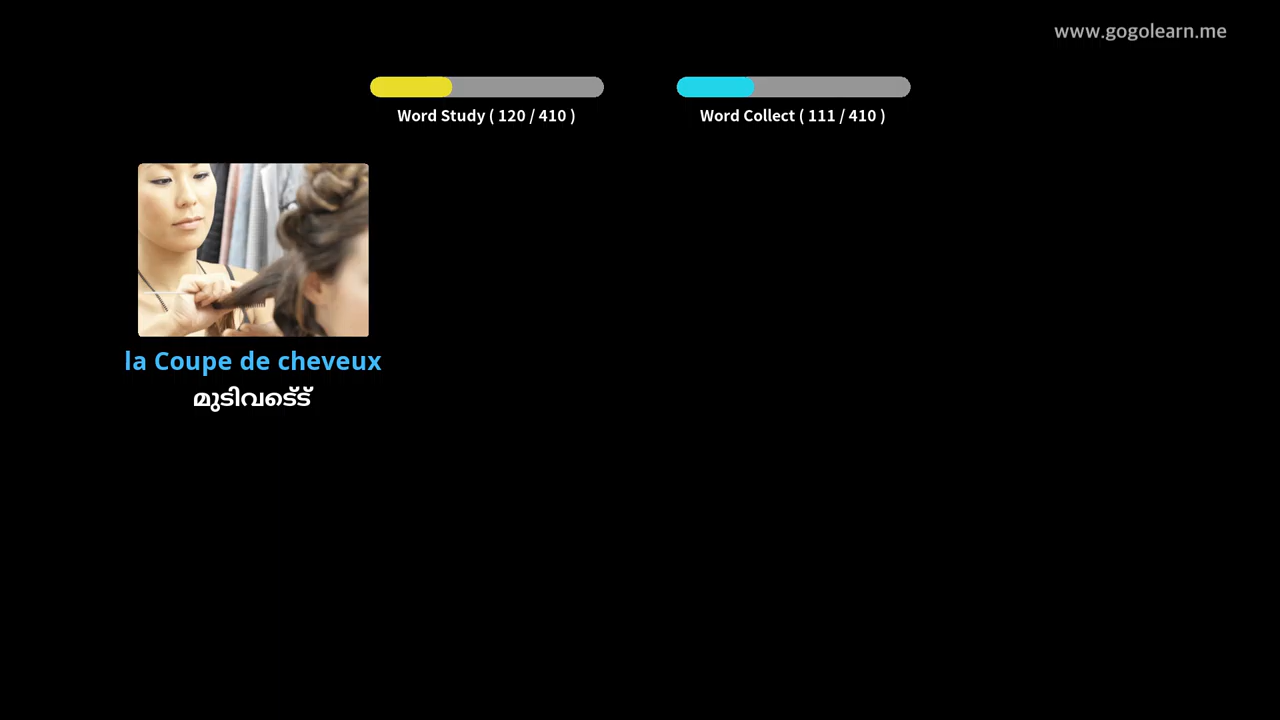 www.gogolearn.me
Word Study ( 120 / 410 )
Word Collect ( 111 / 410 )
la Coupe de cheveux
മുടിവെട്ട്